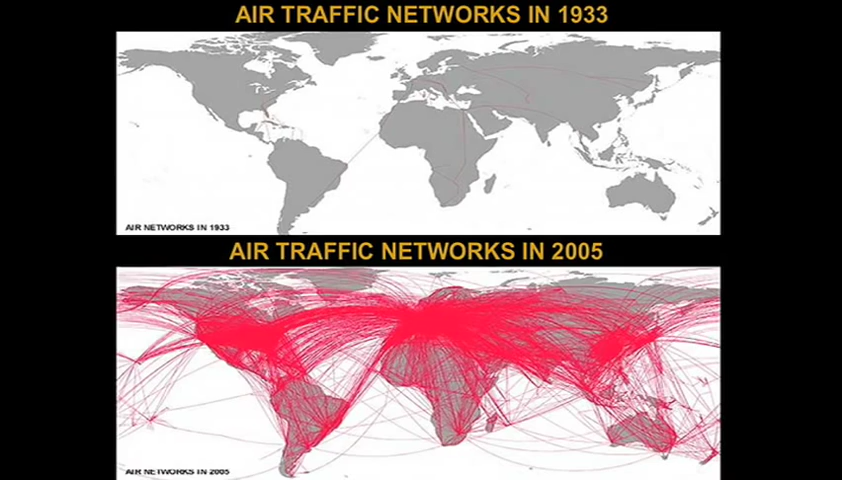 AIR TRAFFIC NETWORKS IN 1933
AIR NETWORKS IN 1933
AIR TRAFFIC NETWORKS IN 2005
AIR NETWORKS IN 2005